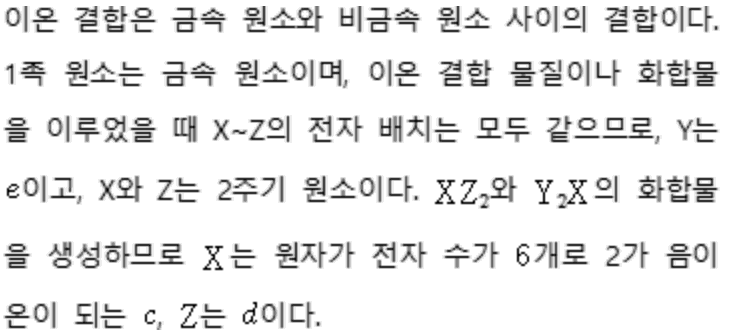 이온 결합은 금속 원소와 비금속 원소 사이의 결합이다.
1족 원소는 금속 원소이며, 이온 결합 물질이나 화합물
을 이루었을 때 X~Z의 전자 배치는 모두 같으므로, Y는
e이고, X와 Z는 2주기 원소이다. XZ₂와 Y₂X의 화합물
을 생성하므로 X는 원자가 전자 수가 6개로 2가 음이
온이 되는 c, Z는 d이다.